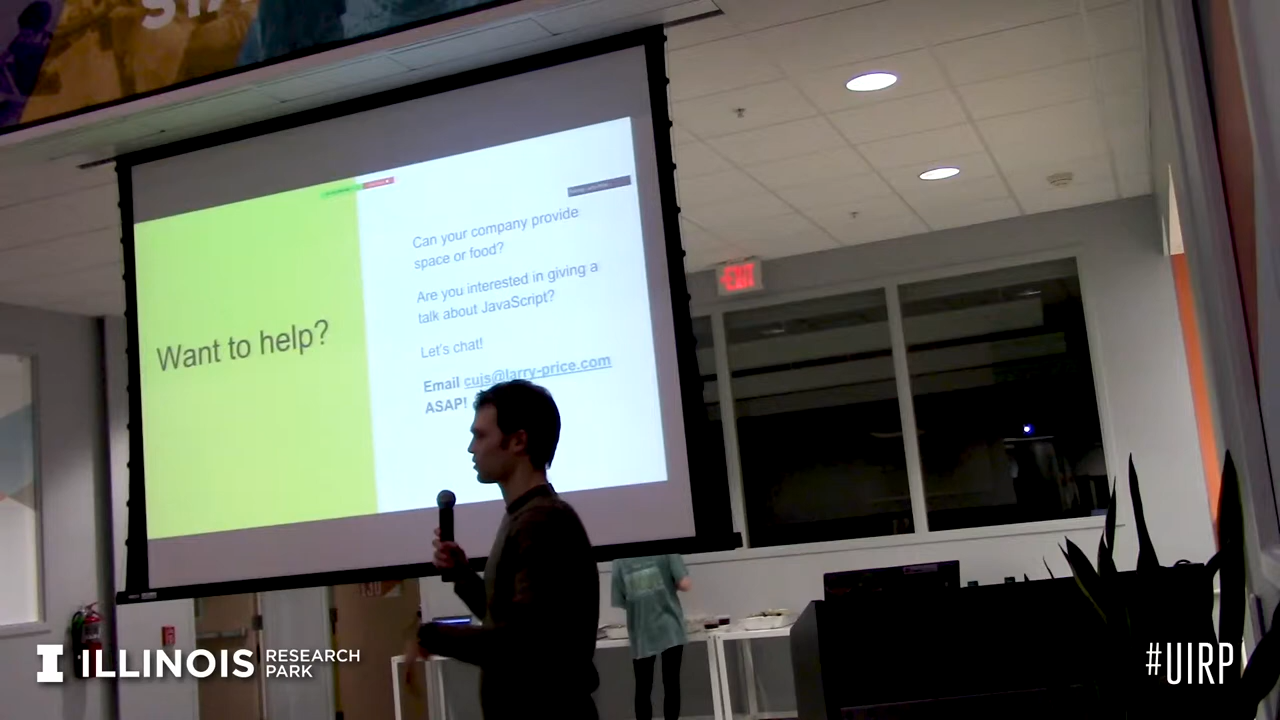 STA
Want to help?
Can your company provide
space or food?
Are you interested in giving a
talk about JavaScript?
Let's chat!
Email cujs@larry-price.com
ASAP!
EXIT
ILLINOIS RESEARCH PARK
#UIRP